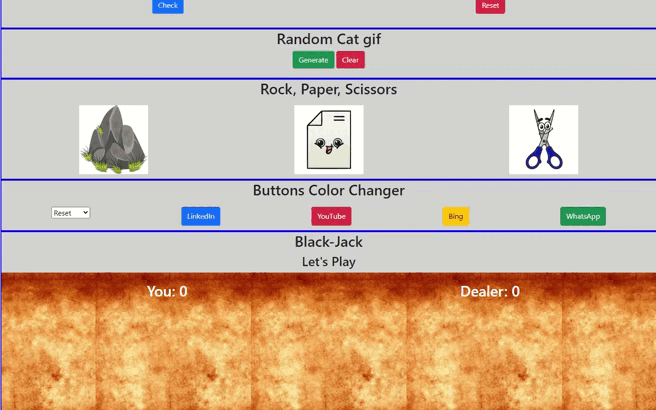 Check Reset
Random Cat gif
Generate Clear
Rock, Paper, Scissors
Buttons Color Changer
Reset LinkedIn YouTube Bing WhatsApp
Black-Jack
Let's Play
You: 0 Dealer: 0